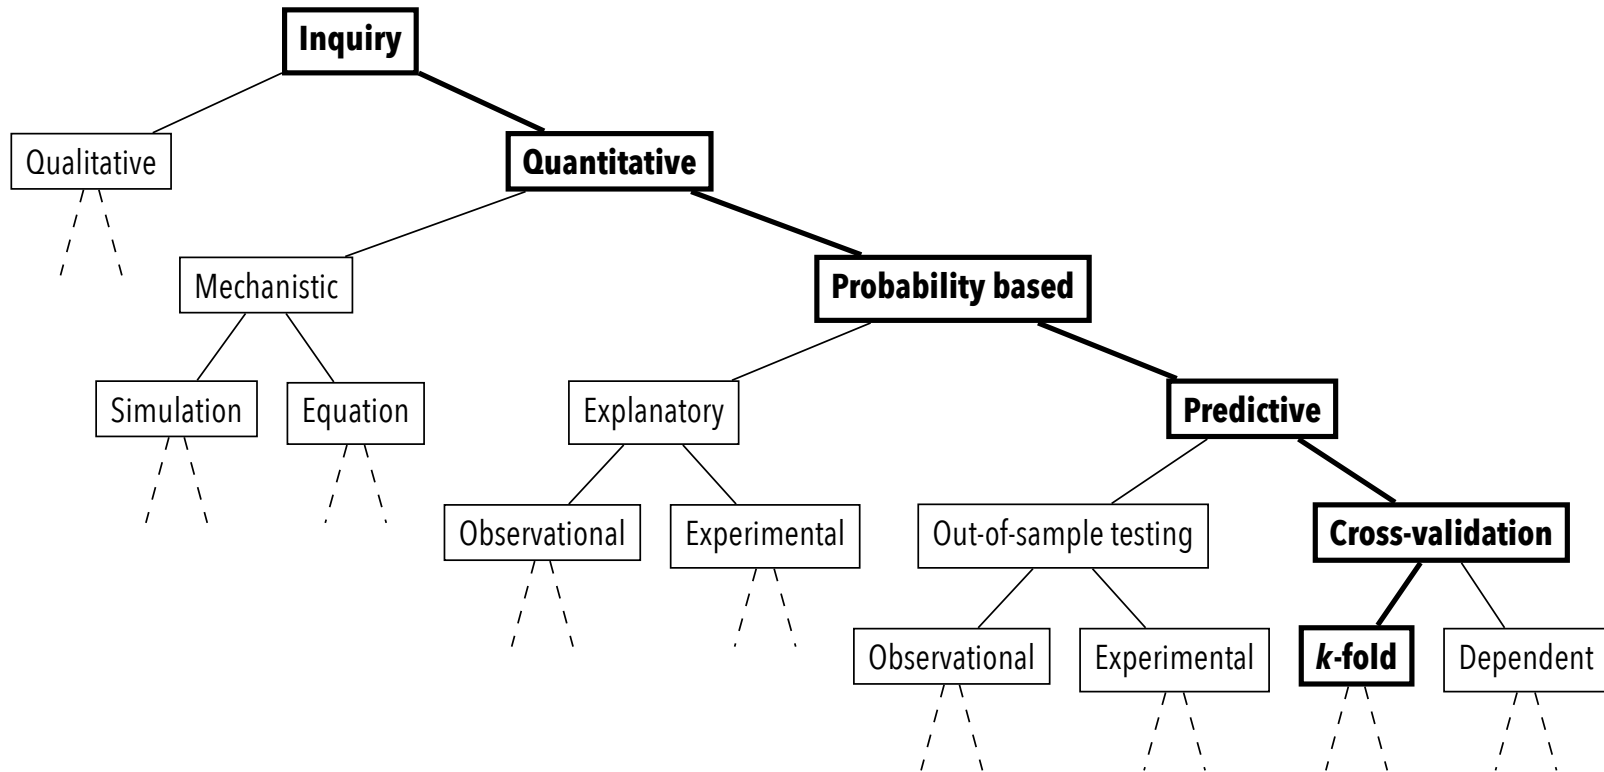 Inquiry
Qualitative
Quantitative
Mechanistic
Probability based
Simulation
Equation
Explanatory
Predictive
Observational
Experimental
Out-of-sample testing
Cross-validation
Observational
Experimental
k-fold
Dependent